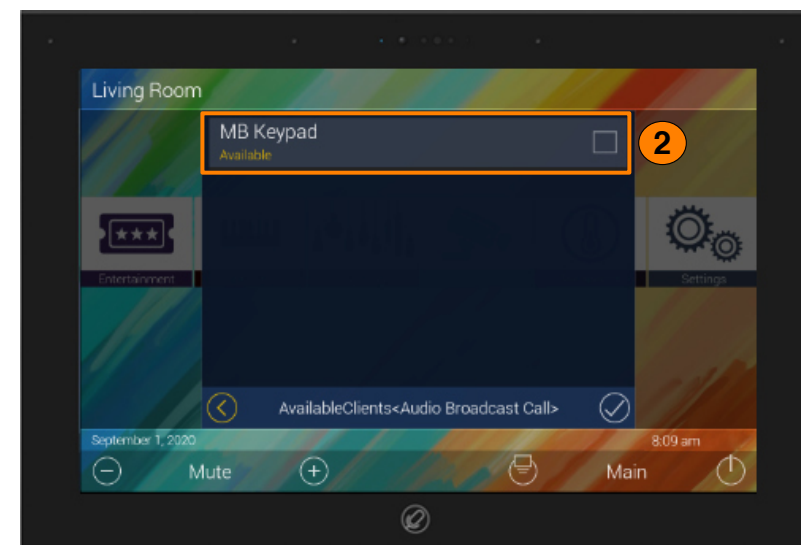 Living Room
MB Keypad
Available
2
Entertainment
Settings
AvailableClients<Audio Broadcast Call>
September 1, 2020
8:09 am
Mute
Main